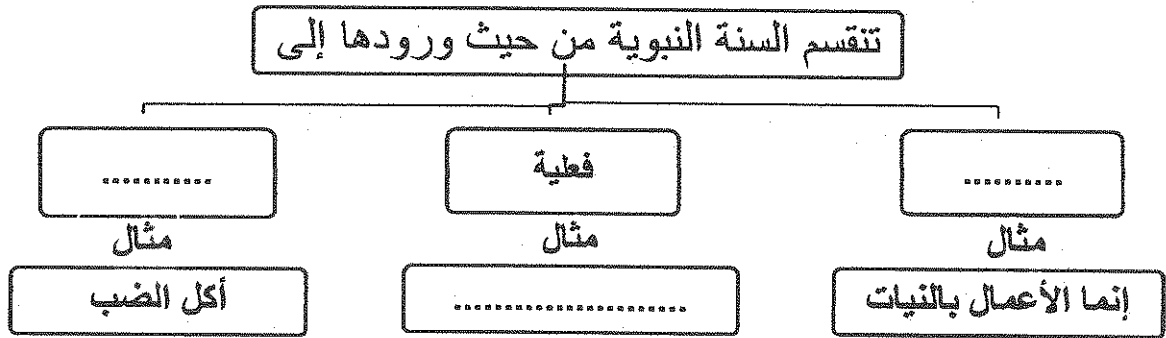 تنقسم السنة النبوية من حيث ورودها إلى
...........
فعلية
...........
مثال
مثال
مثال
إنما الأعمال بالنيات
.......................
أكل الضب